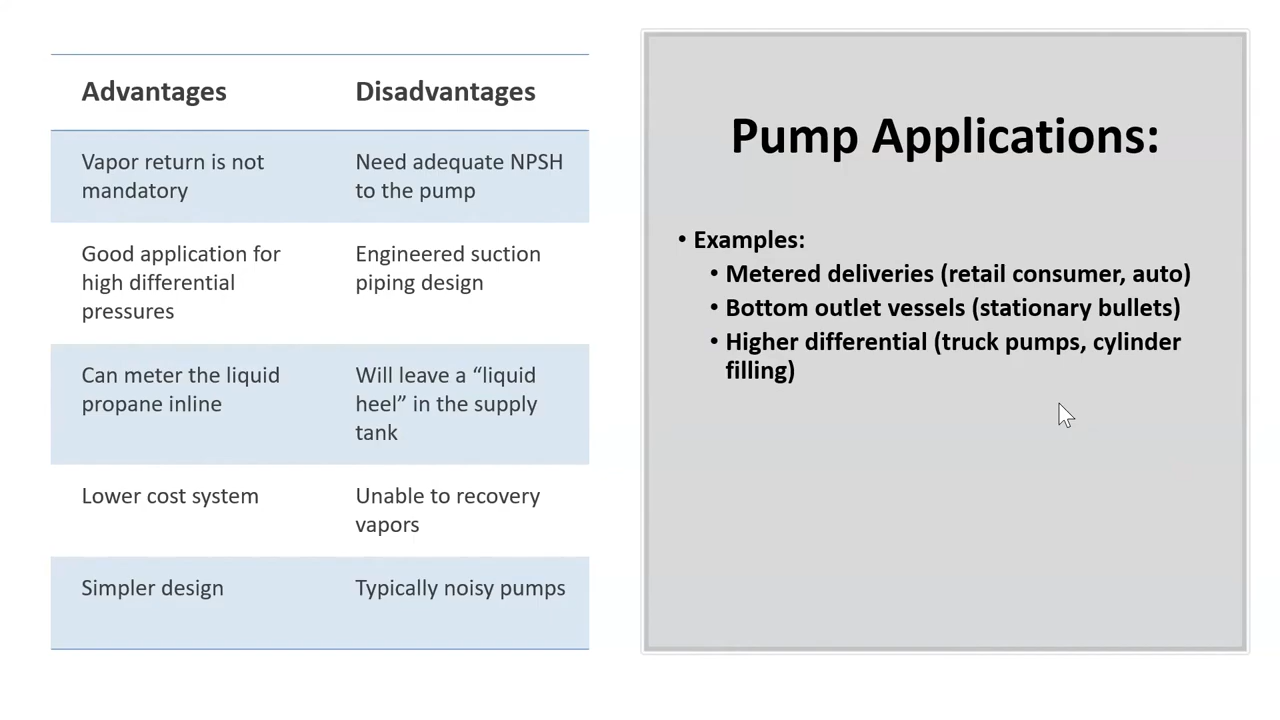 Advantages
Disadvantages
Vapor return is not
mandatory
Need adequate NPSH
to the pump
Good application for
high differential
pressures
Engineered suction
piping design
Can meter the liquid
propane inline
Will leave a “liquid
heel” in the supply
tank
Lower cost system
Unable to recovery
vapors
Simpler design
Typically noisy pumps
Pump Applications:
• Examples:
• Metered deliveries (retail consumer, auto)
• Bottom outlet vessels (stationary bullets)
• Higher differential (truck pumps, cylinder
filling)